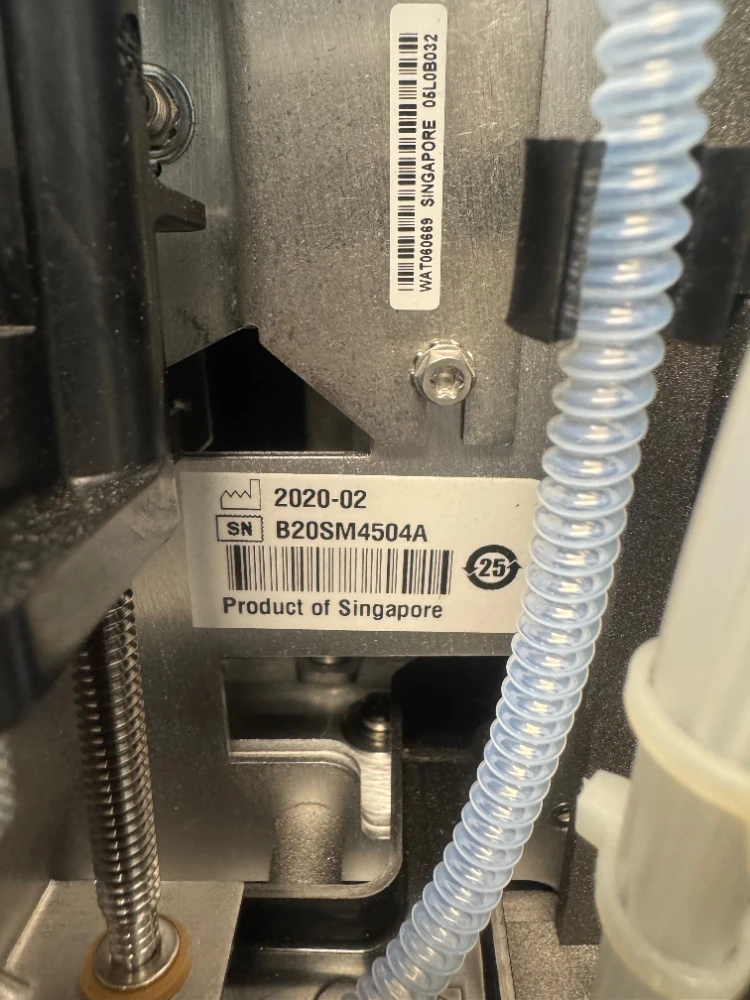 WAT060669 SINGAPORE 05L0B032
2020-02
SN B20SM4504A
25
Product of Singapore